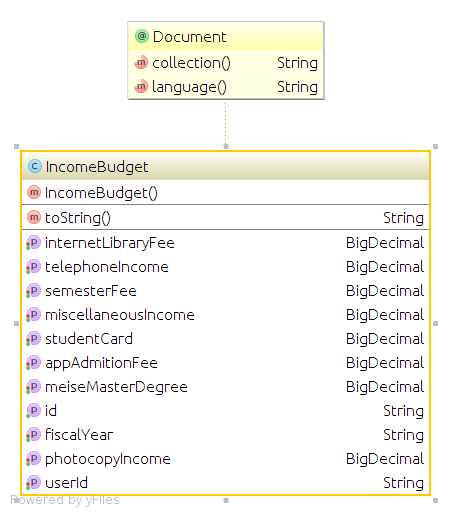 @ Document
m collection() String
m language() String
C IncomeBudget
m IncomeBudget()
m toString() String
P internetLibraryFee BigDecimal
P telephoneIncome BigDecimal
P semesterFee BigDecimal
P miscellaneousIncome BigDecimal
P studentCard BigDecimal
P appAdmitionFee BigDecimal
P meiseMasterDegree BigDecimal
P id String
P fiscalYear String
P photocopyIncome BigDecimal
P userId String
Powered by yFiles